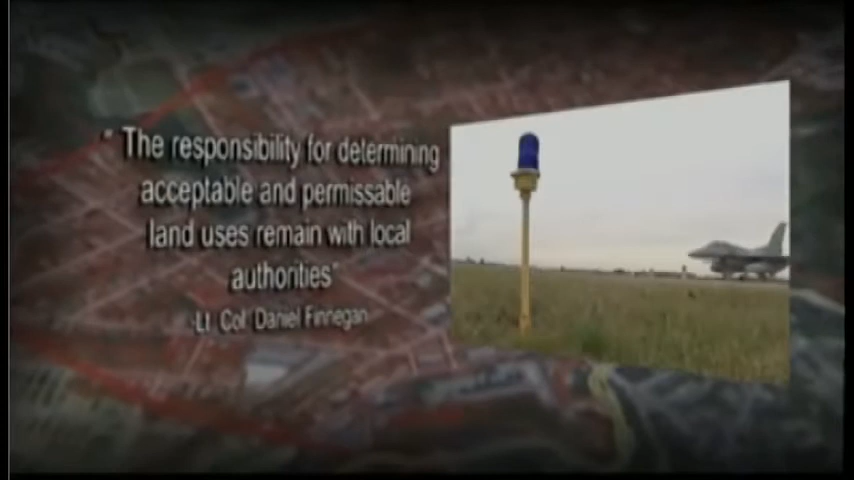 " The responsibility for determining
acceptable and permissable
land uses remain with local
authorities"
-Lt Col Daniel Finnegan